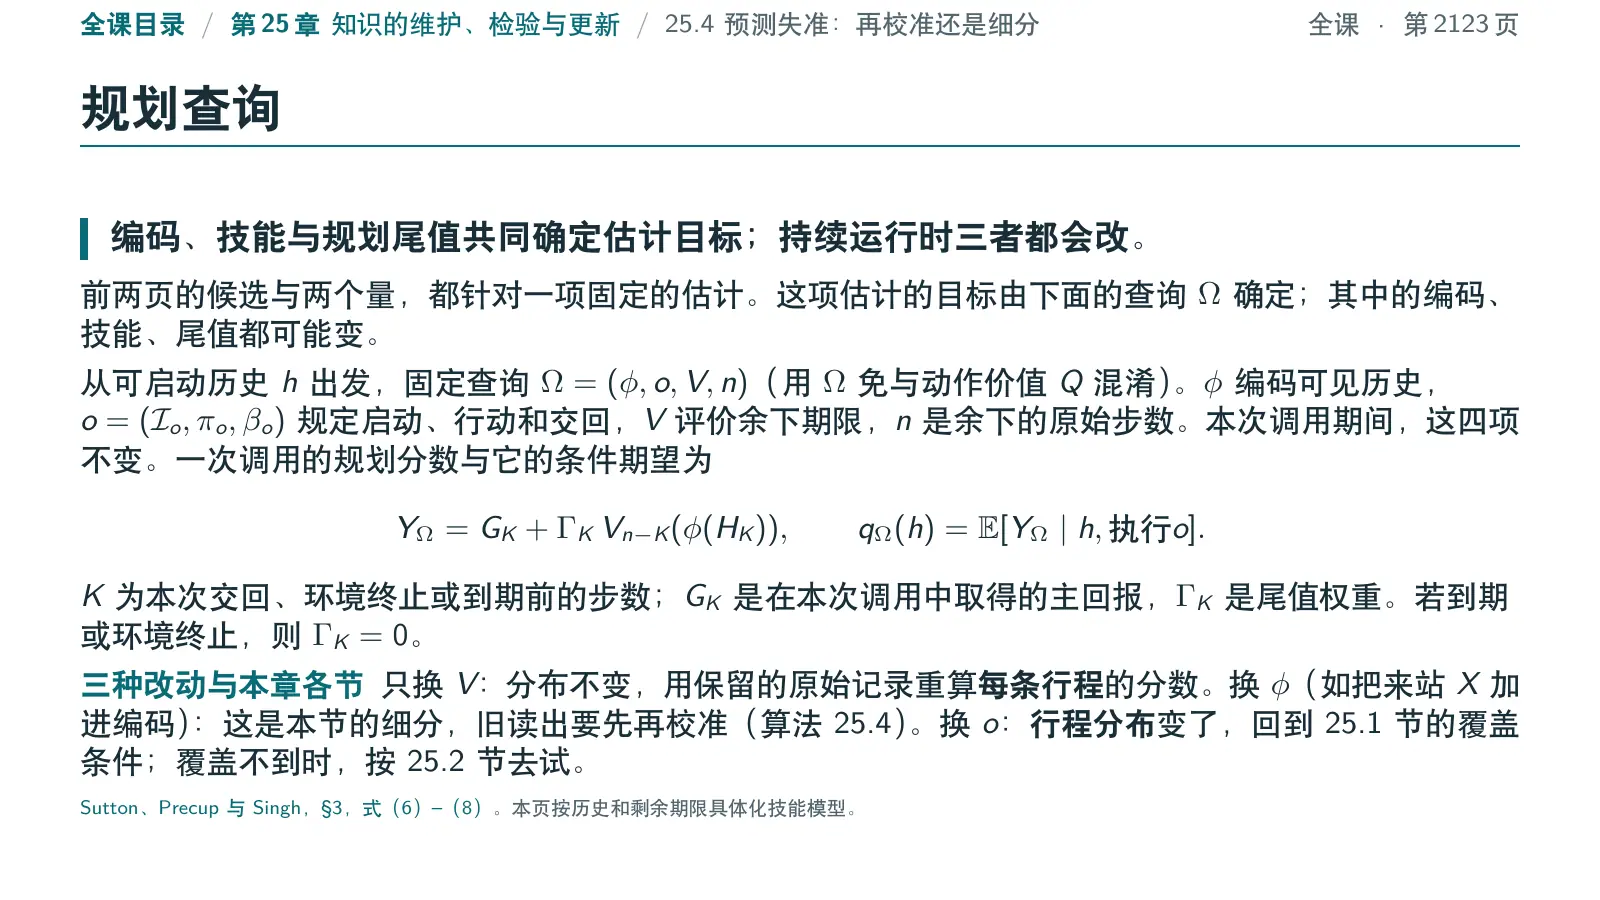 全课目录 / 第 25 章 知识的维护、检验与更新 / 25.4 预测失准：再校准还是细分
全课 · 第 2123 页
规划查询
编码、技能与规划尾值共同确定估计目标；持续运行时三者都会改。
前两页的候选与两个量，都针对一项固定的估计。这项估计的目标由下面的查询 Ω 确定；其中的编码、
技能、尾值都可能变。
从可启动历史 h 出发，固定查询 Ω = (ϕ, o, V, n)（用 Ω 免与动作价值 Q 混淆）。ϕ 编码可见历史，
o = (I_o, π_o, β_o) 规定启动、行动和交回，V 评价余下期限，n 是余下的原始步数。本次调用期间，这四项
不变。一次调用的规划分数与它的条件期望为
Y_Ω = G_K + Γ_K V_{n−K}(ϕ(H_K)), q_Ω(h) = 𝔼[Y_Ω | h, 执行o].
K 为本次交回、环境终止或到期前的步数；G_K 是在本次调用中取得的主回报，Γ_K 是尾值权重。若到期
或环境终止，则 Γ_K = 0。
三种改动与本章各节 只换 V：分布不变，用保留的原始记录重算每条行程的分数。换 ϕ（如把来站 X 加
进编码）：这是本节的细分，旧读出要先再校准（算法 25.4）。换 o：行程分布变了，回到 25.1 节的覆盖
条件；覆盖不到时，按 25.2 节去试。
Sutton、Precup 与 Singh，§3，式（6）–（8）。本页按历史和剩余期限具体化技能模型。